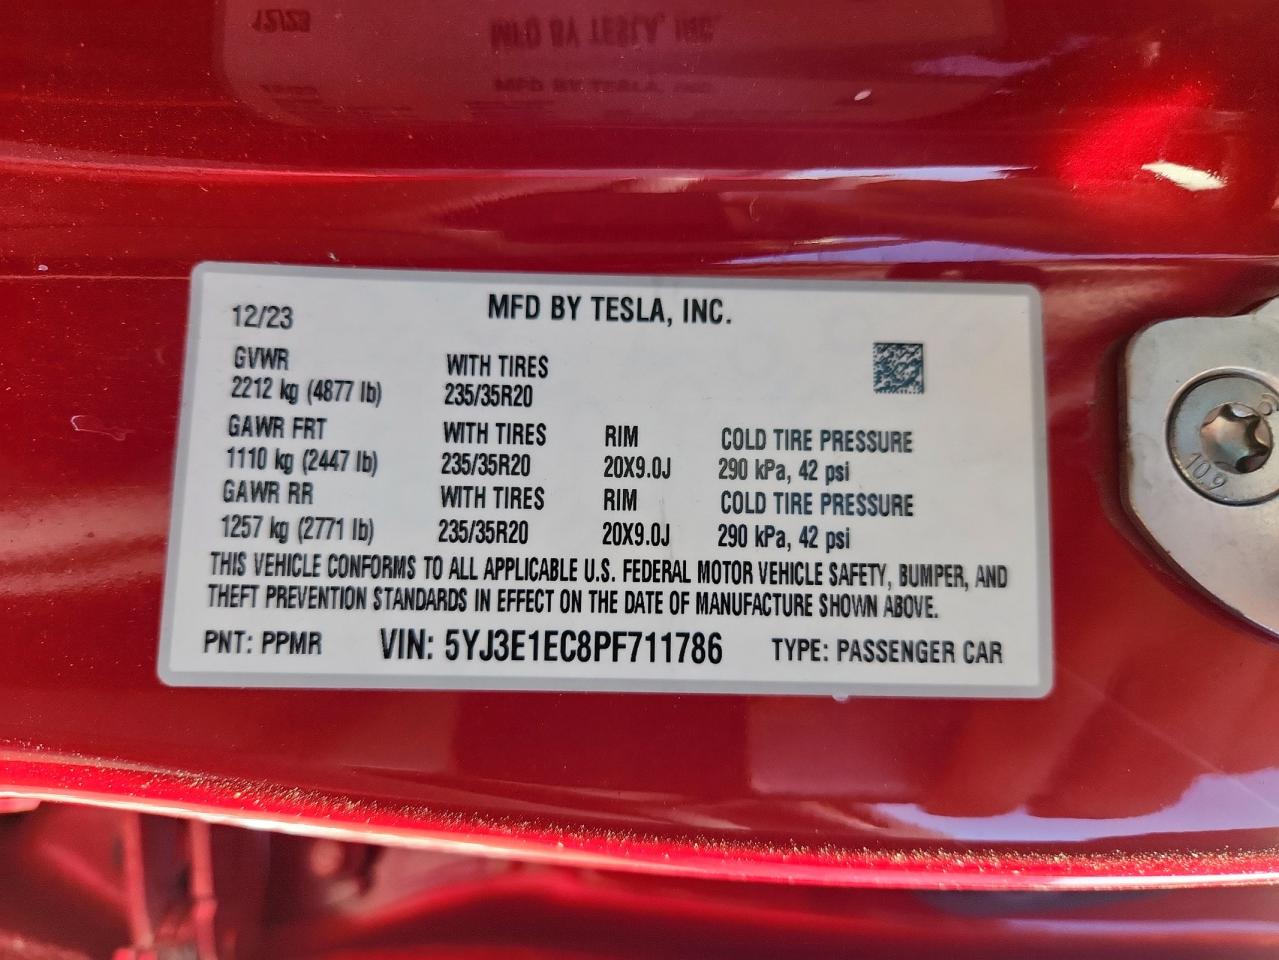 MFD BY TESLA, INC.
12/23
GVWR WITH TIRES
2212 kg (4877 lb) 235/35R20
GAWR FRT WITH TIRES RIM COLD TIRE PRESSURE
1110 kg (2447 lb) 235/35R20 20X9.0J 290 kPa, 42 psi
GAWR RR WITH TIRES RIM COLD TIRE PRESSURE
1257 kg (2771 lb) 235/35R20 20X9.0J 290 kPa, 42 psi
THIS VEHICLE CONFORMS TO ALL APPLICABLE U.S. FEDERAL MOTOR VEHICLE SAFETY, BUMPER, AND
THEFT PREVENTION STANDARDS IN EFFECT ON THE DATE OF MANUFACTURE SHOWN ABOVE.
PNT: PPMR VIN: 5YJ3E1EC8PF711786 TYPE: PASSENGER CAR
10.9